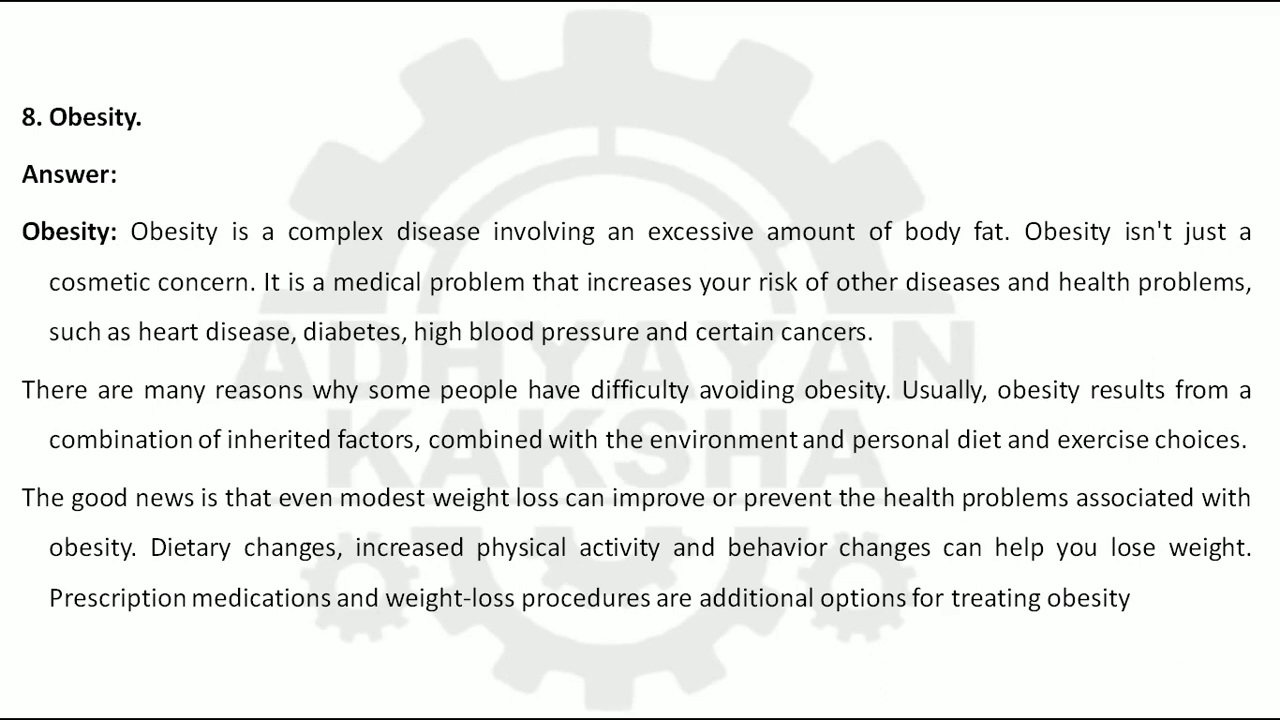 8. Obesity.
Answer:
Obesity: Obesity is a complex disease involving an excessive amount of body fat. Obesity isn't just a
cosmetic concern. It is a medical problem that increases your risk of other diseases and health problems,
such as heart disease, diabetes, high blood pressure and certain cancers.
There are many reasons why some people have difficulty avoiding obesity. Usually, obesity results from a
combination of inherited factors, combined with the environment and personal diet and exercise choices.
The good news is that even modest weight loss can improve or prevent the health problems associated with
obesity. Dietary changes, increased physical activity and behavior changes can help you lose weight.
Prescription medications and weight-loss procedures are additional options for treating obesity
ADHYAYAN
KAKSHA